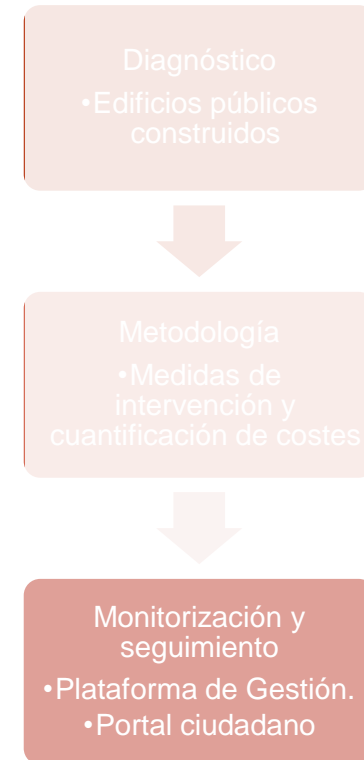 Diagnóstico
•Edificios públicos
construidos
Metodología
•Medidas de
intervención y
cuantificación de costes
Monitorización y
seguimiento
•Plataforma de Gestión.
•Portal ciudadano